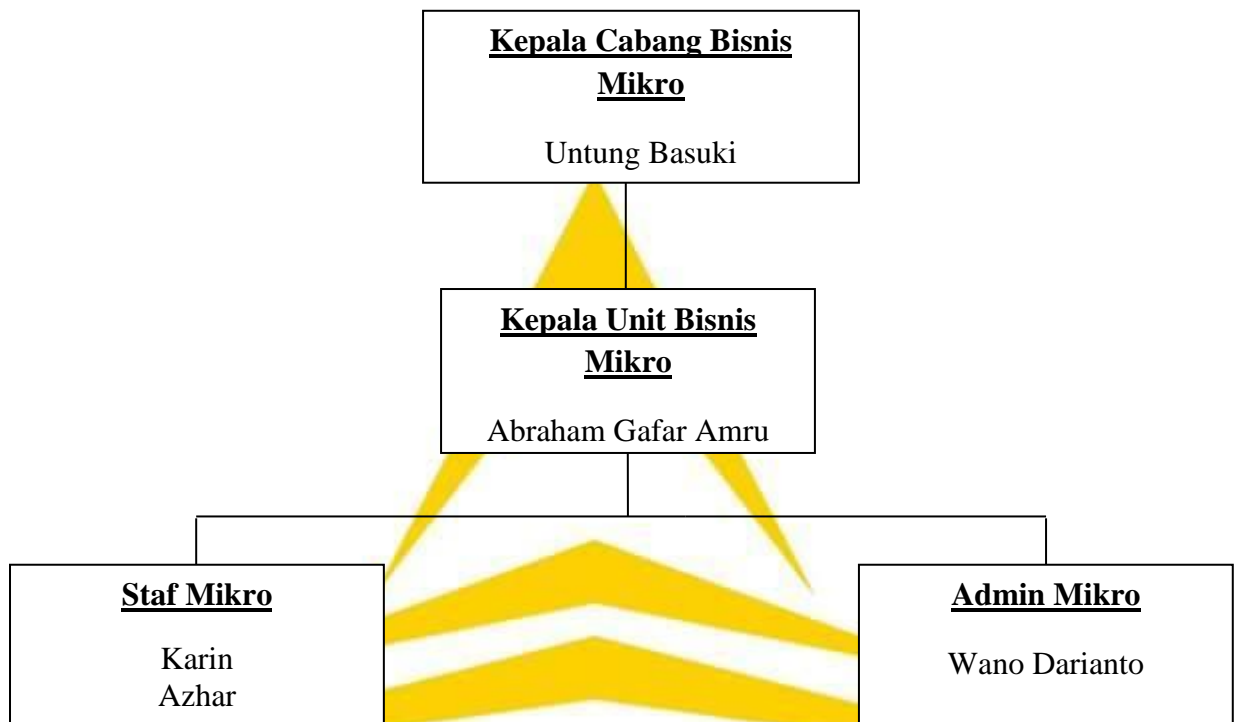 Kepala Cabang Bisnis
Mikro
Untung Basuki
Kepala Unit Bisnis
Mikro
Abraham Gafar Amru
Staf Mikro
Karin
Azhar
Admin Mikro
Wano Darianto